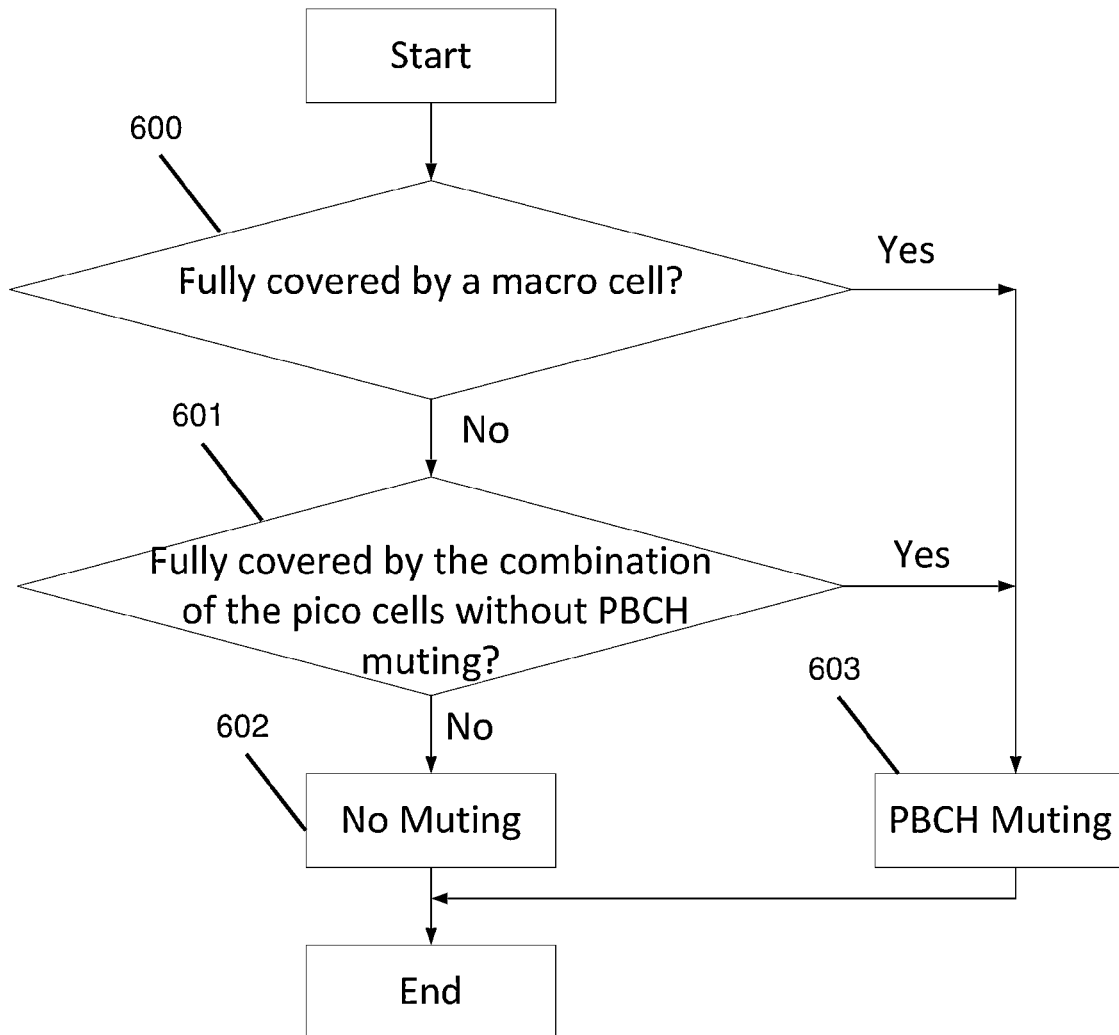 Start
600
Fully covered by a macro cell?
Yes
No
601
Fully covered by the combination
of the pico cells without PBCH
muting?
Yes
No
602
No Muting
603
PBCH Muting
End